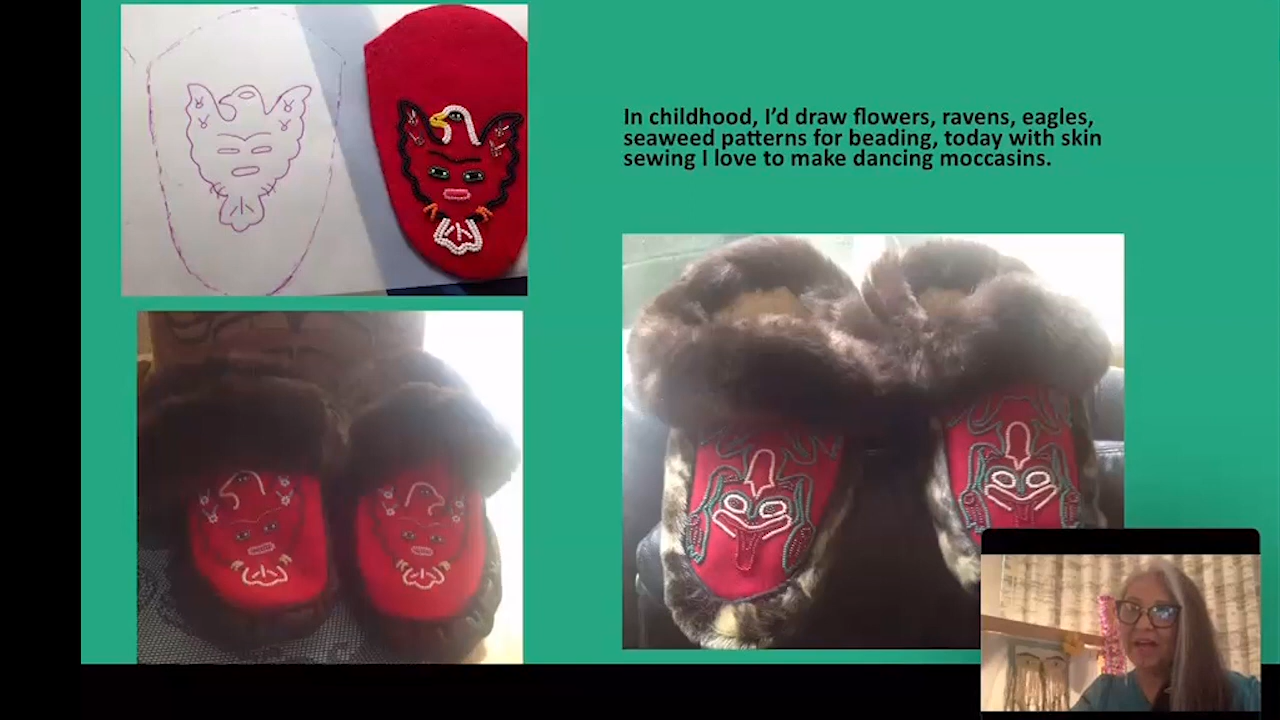 In childhood, I’d draw flowers, ravens, eagles,
seaweed patterns for beading, today with skin
sewing I love to make dancing moccasins.